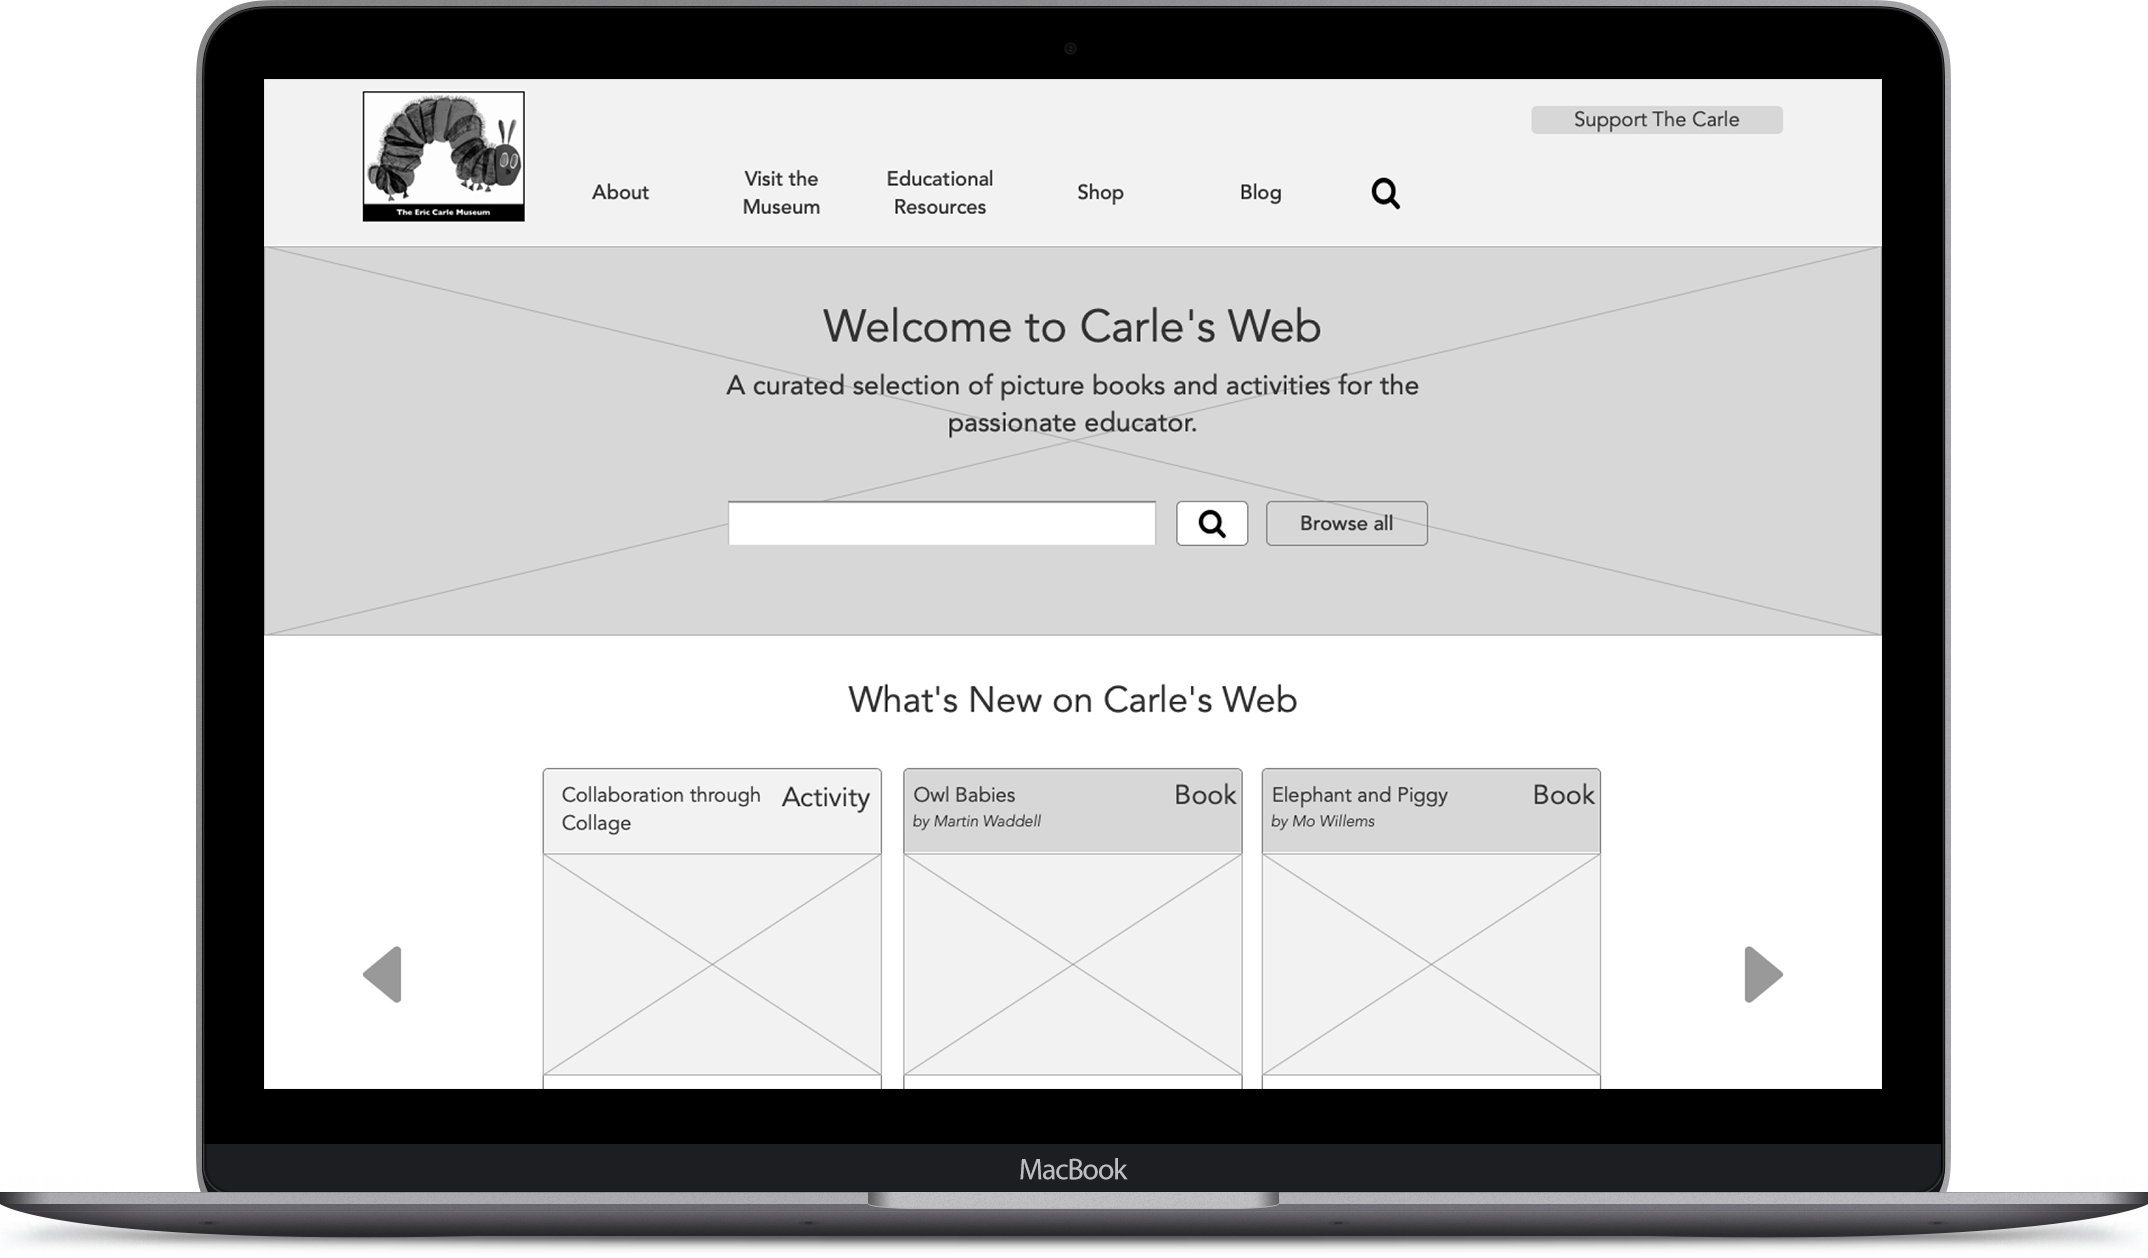 Support The Carle
The Eric Carle Museum
About
Visit the
Museum
Educational
Resources
Shop
Blog
Welcome to Carle's Web
A curated selection of picture books and activities for the
passionate educator.
Browse all
What's New on Carle's Web
Collaboration through
Collage
Activity
Owl Babies
by Martin Waddell
Book
Elephant and Piggy
by Mo Willems
Book
MacBook